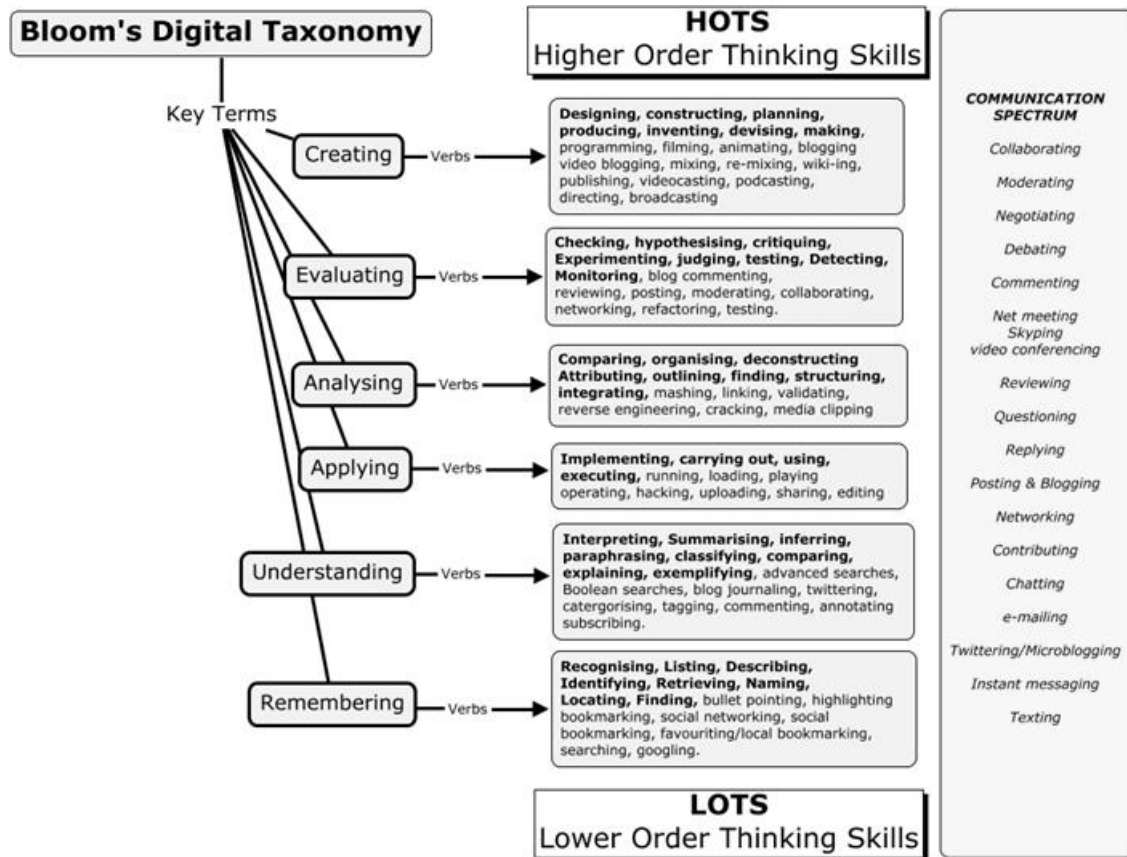 Bloom's Digital Taxonomy
Key Terms
HOTS
Higher Order Thinking Skills
Creating
Verbs
Designing, constructing, planning,
producing, inventing, devising, making,
programming, filming, animating, blogging
video blogging, mixing, re-mixing, wiki-ing,
publishing, videocasting, podcasting,
directing, broadcasting
Evaluating
Verbs
Checking, hypothesising, critiquing,
Experimenting, judging, testing, Detecting,
Monitoring, blog commenting,
reviewing, posting, moderating, collaborating,
networking, refactoring, testing.
Analysing
Verbs
Comparing, organising, deconstructing
Attributing, outlining, finding, structuring,
integrating, mashing, linking, validating,
reverse engineering, cracking, media clipping
Applying
Verbs
Implementing, carrying out, using,
executing, running, loading, playing
operating, hacking, uploading, sharing, editing
Understanding
Verbs
Interpreting, Summarising, inferring,
paraphrasing, classifying, comparing,
explaining, exemplifying, advanced searches,
Boolean searches, blog journaling, twittering,
catergorising, tagging, commenting, annotating
subscribing.
Remembering
Verbs
Recognising, Listing, Describing,
Identifying, Retrieving, Naming,
Locating, Finding, bullet pointing, highlighting
bookmarking, social networking, social
bookmarking, favouriting/local bookmarking,
searching, googling.
LOTS
Lower Order Thinking Skills
COMMUNICATION
SPECTRUM
Collaborating
Moderating
Negotiating
Debating
Commenting
Net meeting
Skyping
video conferencing
Reviewing
Questioning
Replying
Posting & Blogging
Networking
Contributing
Chatting
e-mailing
Twittering/Microblogging
Instant messaging
Texting